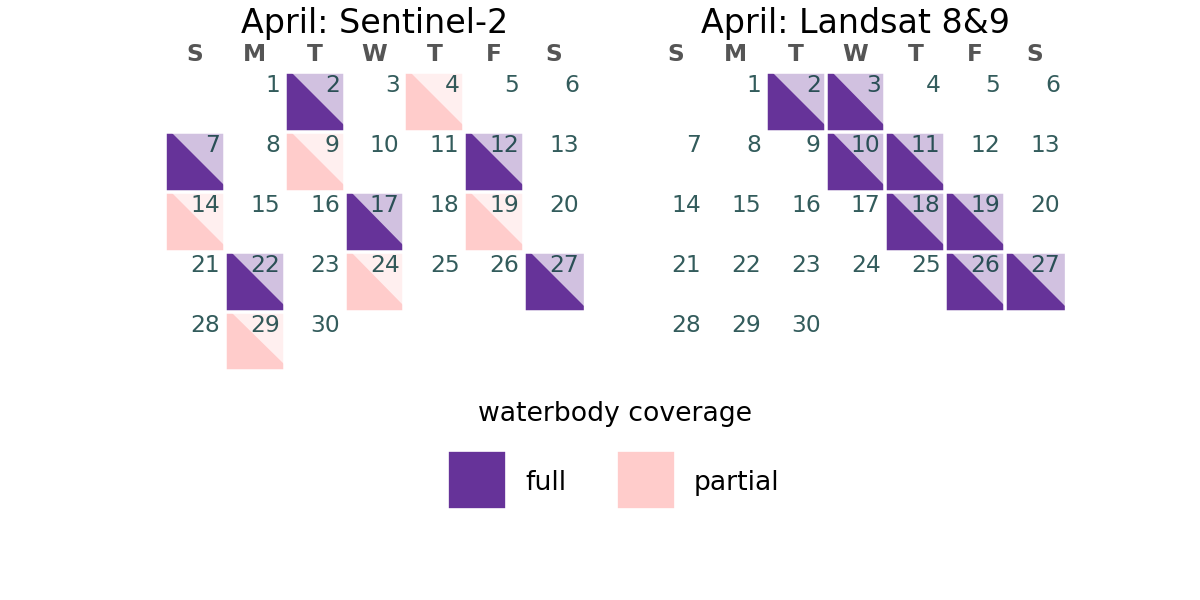 April: Sentinel-2
S M T W T F S
1 2 3 4 5 6
7 8 9 10 11 12 13
14 15 16 17 18 19 20
21 22 23 24 25 26 27
28 29 30
April: Landsat 8&9
S M T W T F S
1 2 3 4 5 6
7 8 9 10 11 12 13
14 15 16 17 18 19 20
21 22 23 24 25 26 27
28 29 30
waterbody coverage
full partial